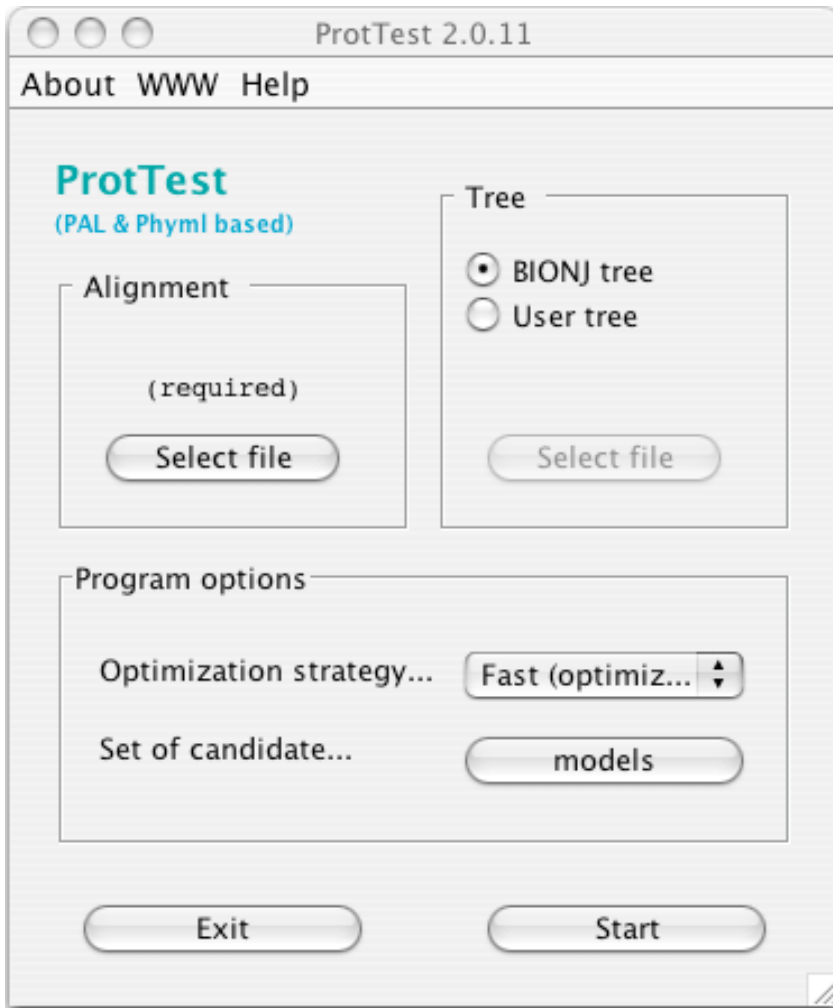 ProtTest 2.0.11
About WWW Help
ProtTest
(PAL & Phyml based)
Alignment
(required)
Select file
Tree
BIONJ tree
User tree
Select file
Program options
Optimization strategy...
Fast (optimiz...
Set of candidate...
models
Exit
Start